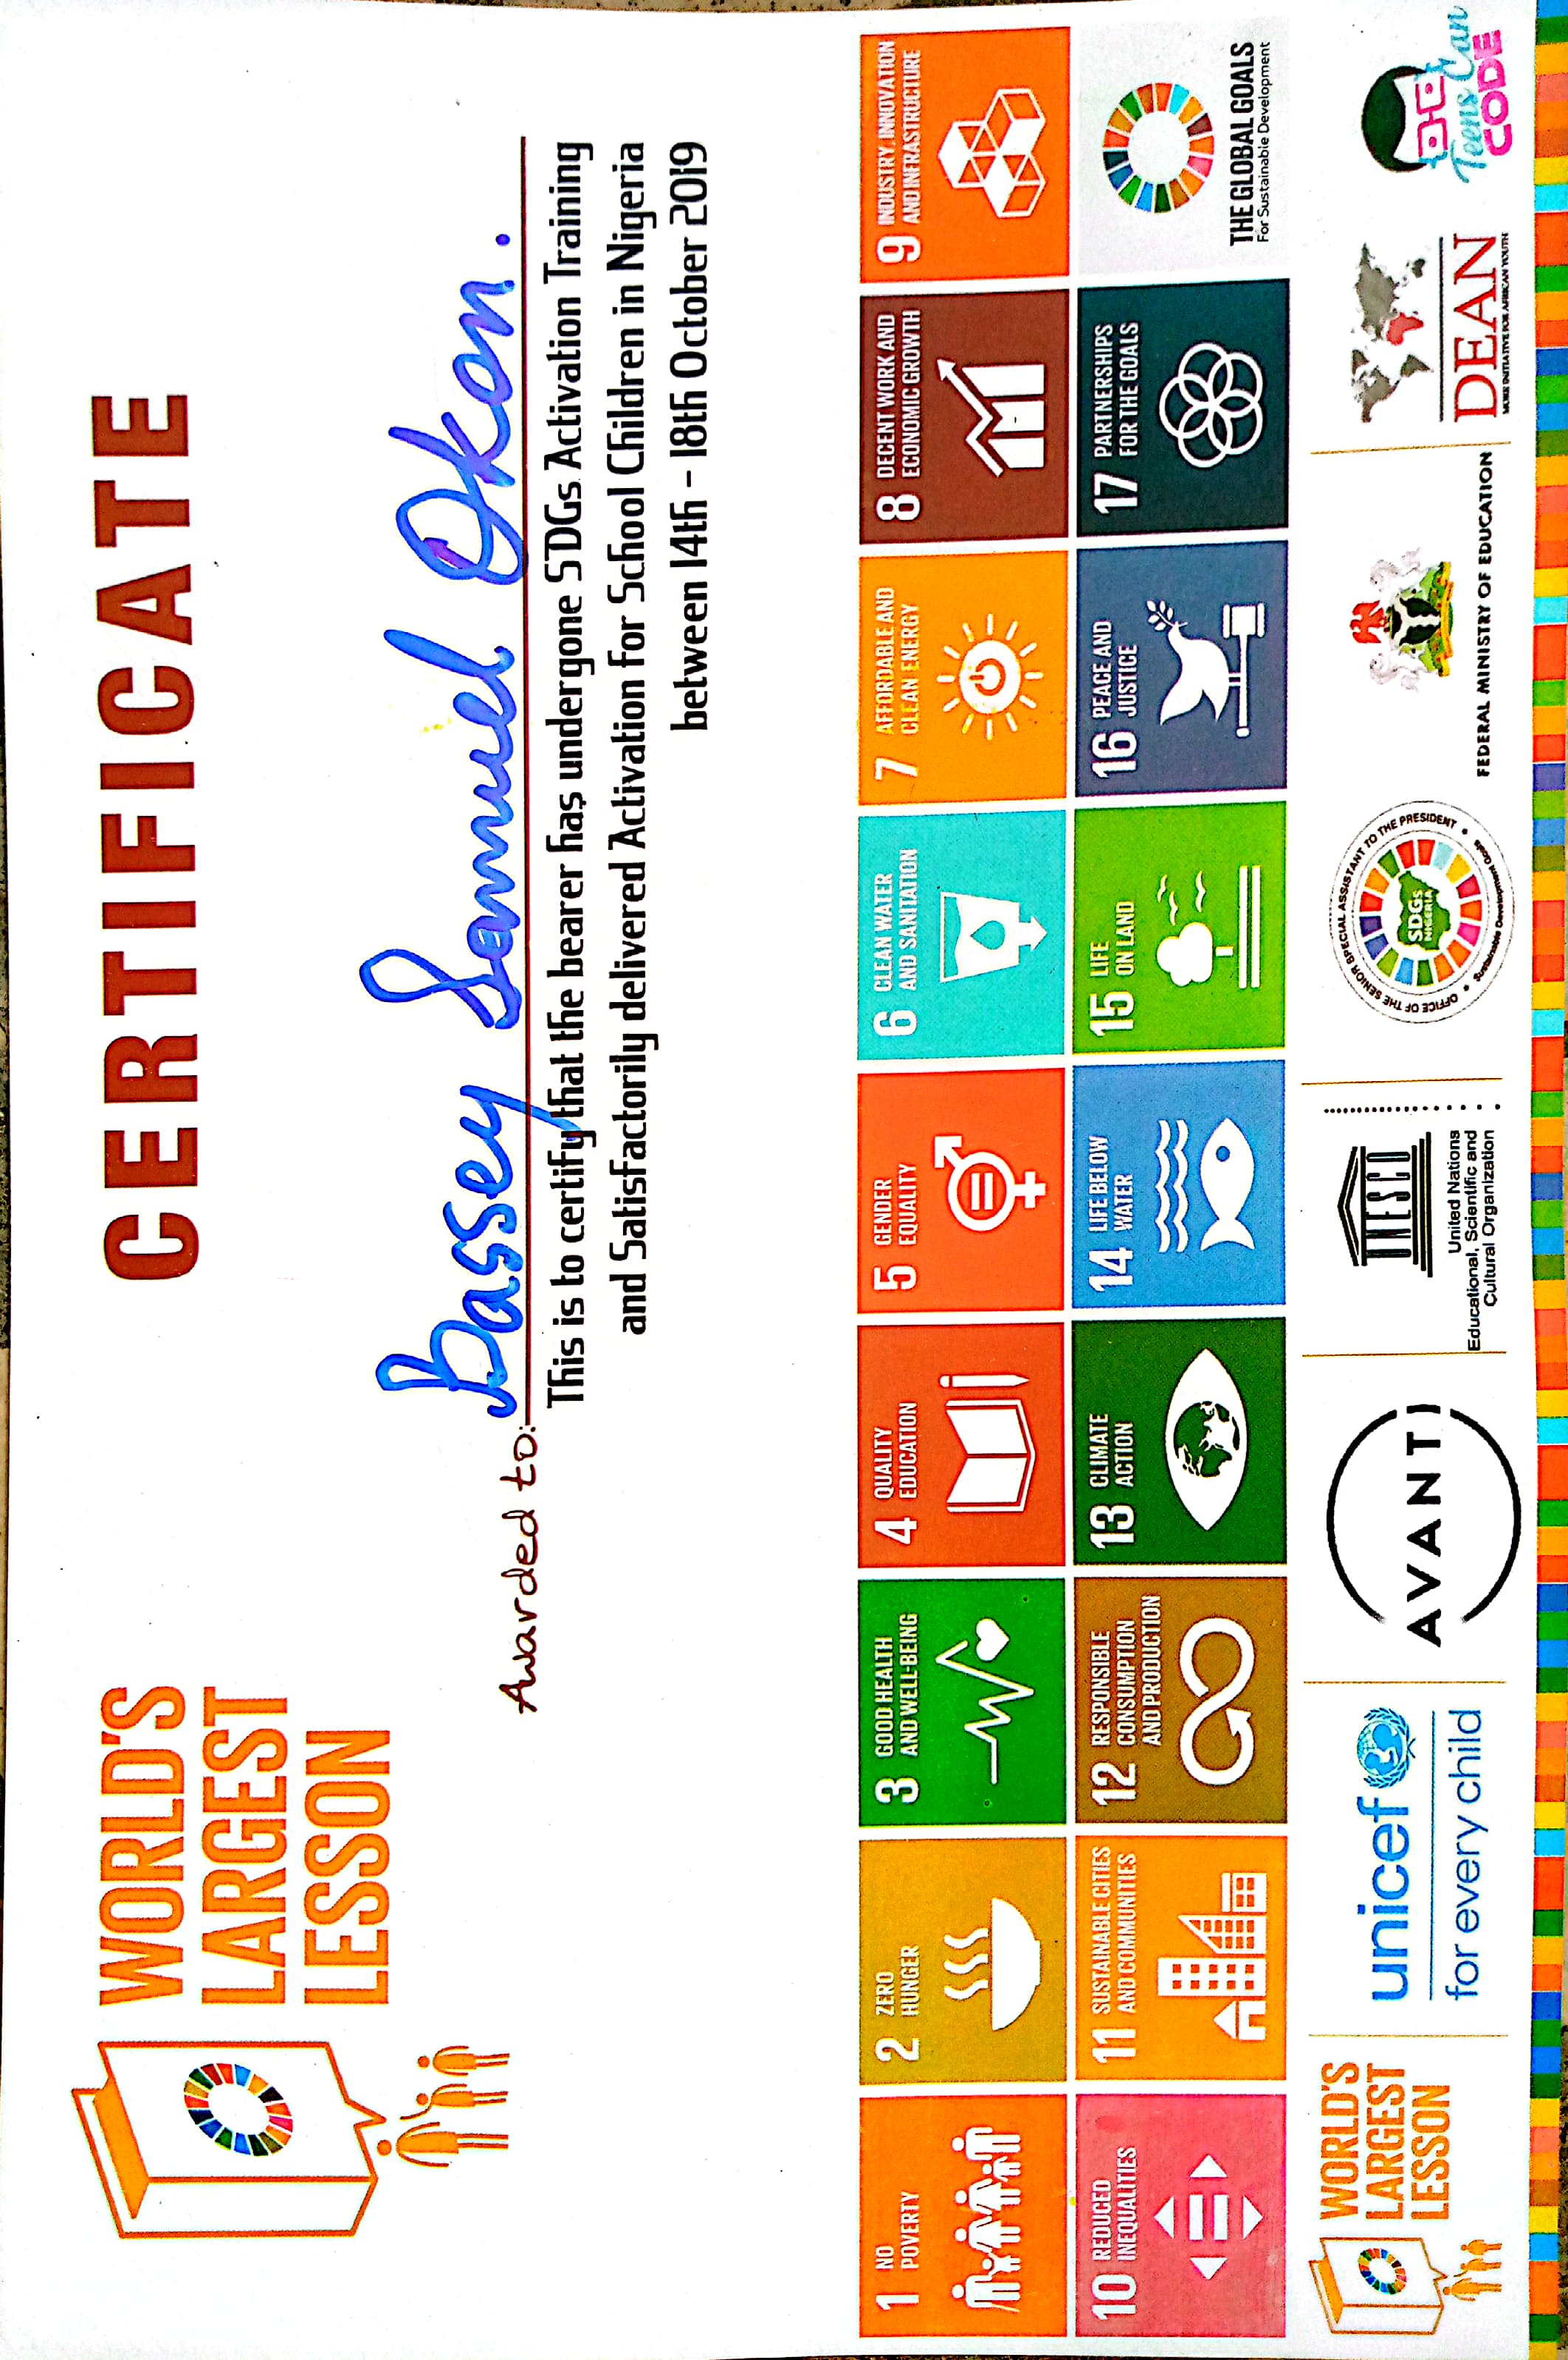 WORLD'S
LARGEST
LESSON
CERTIFICATE
Awarded to: Bassey Samuel Okon.
This is to certify that the bearer has undergone SDGs Activation Training
and Satisfactorily delivered Activation for School Children in Nigeria
between 14th - 18th October 2019
1 NO
POVERTY
2 ZERO
HUNGER
3 GOOD HEALTH
AND WELL-BEING
4 QUALITY
EDUCATION
5 GENDER
EQUALITY
6 CLEAN WATER
AND SANITATION
7 AFFORDABLE AND
CLEAN ENERGY
8 DECENT WORK AND
ECONOMIC GROWTH
9 INDUSTRY, INNOVATION
AND INFRASTRUCTURE
10 REDUCED
INEQUALITIES
11 SUSTAINABLE CITIES
AND COMMUNITIES
12 RESPONSIBLE
CONSUMPTION
AND PRODUCTION
13 CLIMATE
ACTION
14 LIFE BELOW
WATER
15 LIFE
ON LAND
16 PEACE AND
JUSTICE
17 PARTNERSHIPS
FOR THE GOALS
THE GLOBAL GOALS
For Sustainable Development
WORLD'S
LARGEST
LESSON
unicef
for every child
AVANTI
UNESCO
United Nations
Educational, Scientific and
Cultural Organization
OFFICE OF THE SENIOR SPECIAL ASSISTANT TO THE PRESIDENT
SDGs
NIGERIA
Sustainable Development Goals
FEDERAL MINISTRY OF EDUCATION
DEAN
MORE INITIATIVE FOR AFRICAN YOUTH
Teens Can
CODE